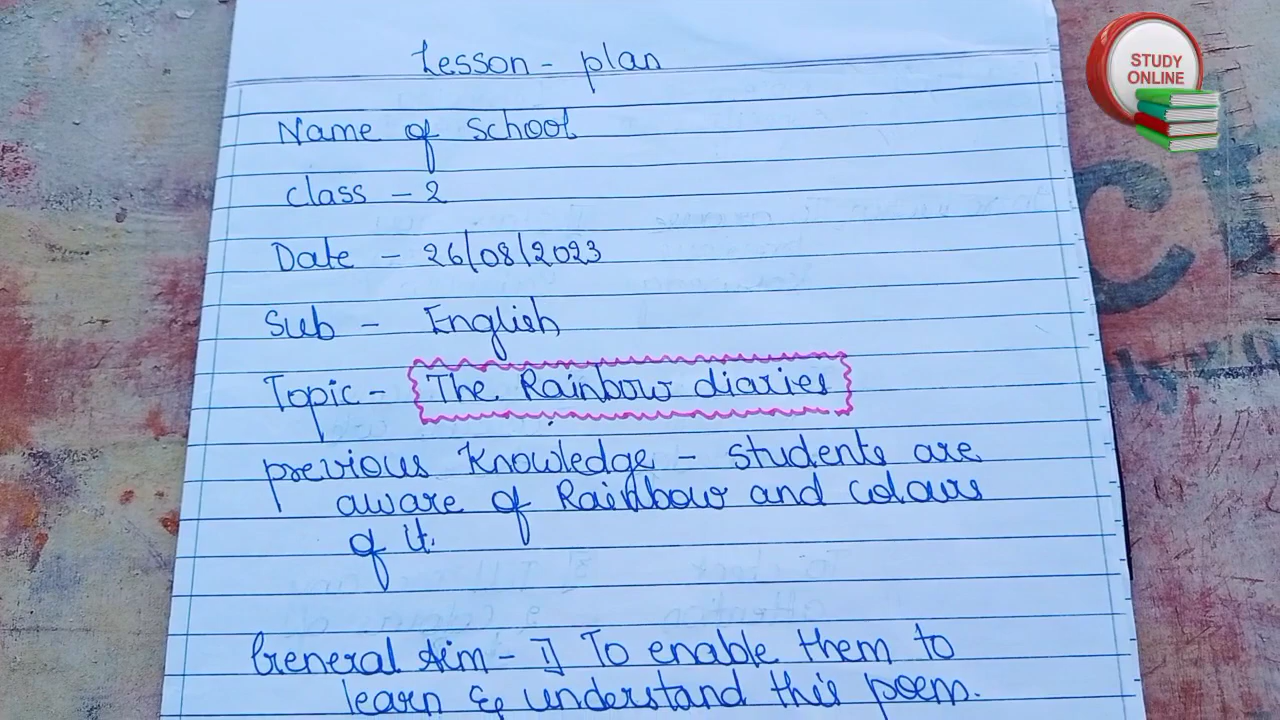 Lesson - plan
STUDY
ONLINE
Name of School
Class - 2
Date - 26/08/2023
Sub - English
Topic - The Rainbow diaries
previous Knowledge - students are
aware of Rainbow and colours
of it.
General Aim - 1) To enable them to
learn & understand this poem.